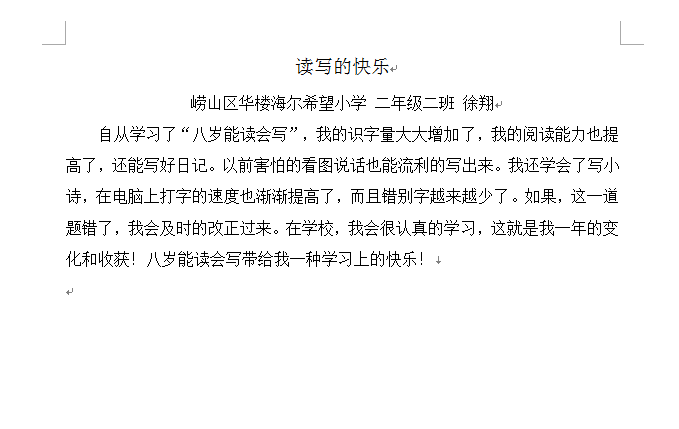 读写的快乐
崂山区华楼海尔希望小学 二年级二班 徐翔
自从学习了“八岁能读会写”，我的识字量大大增加了，我的阅读能力也提
高了，还能写好日记。以前害怕的看图说话也能流利的写出来。我还学会了写小
诗，在电脑上打字的速度也渐渐提高了，而且错别字越来越少了。如果，这一道
题错了，我会及时的改正过来。在学校，我会很认真的学习，这就是我一年的变
化和收获！八岁能读会写带给我一种学习上的快乐！